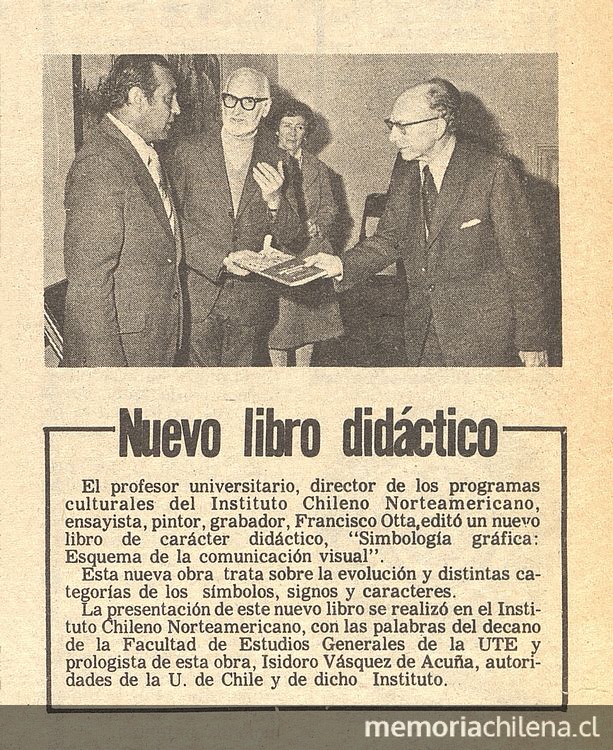 Nuevo libro didáctico
El profesor universitario, director de los programas
culturales del Instituto Chileno Norteamericano,
ensayista, pintor, grabador, Francisco Otta, editó un nuevo
libro de carácter didáctico, "Simbología gráfica:
Esquema de la comunicación visual".
Esta nueva obra trata sobre la evolución y distintas ca-
tegorías de los símbolos, signos y caracteres.
La presentación de este nuevo libro se realizó en el Insti-
tuto Chileno Norteamericano, con las palabras del decano
de la Facultad de Estudios Generales de la UTE y
prologista de esta obra, Isidoro Vásquez de Acuña, autori-
dades de la U. de Chile y de dicho Instituto.
memoriachilena.cl